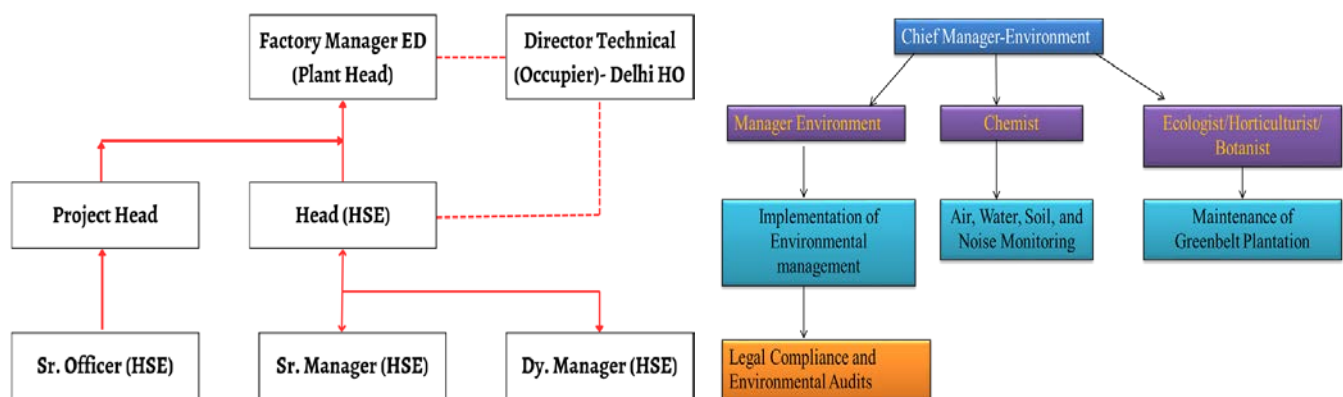 Factory Manager ED
(Plant Head)
Director Technical
(Occupier)- Delhi HO
Project Head
Head (HSE)
Sr. Officer (HSE)
Sr. Manager (HSE)
Dy. Manager (HSE)
Chief Manager-Environment
Manager Environment
Chemist
Ecologist/Horticulturist/
Botanist
Implementation of
Environmental
management
Air, Water, Soil, and
Noise Monitoring
Maintenance of
Greenbelt Plantation
Legal Compliance and
Environmental Audits